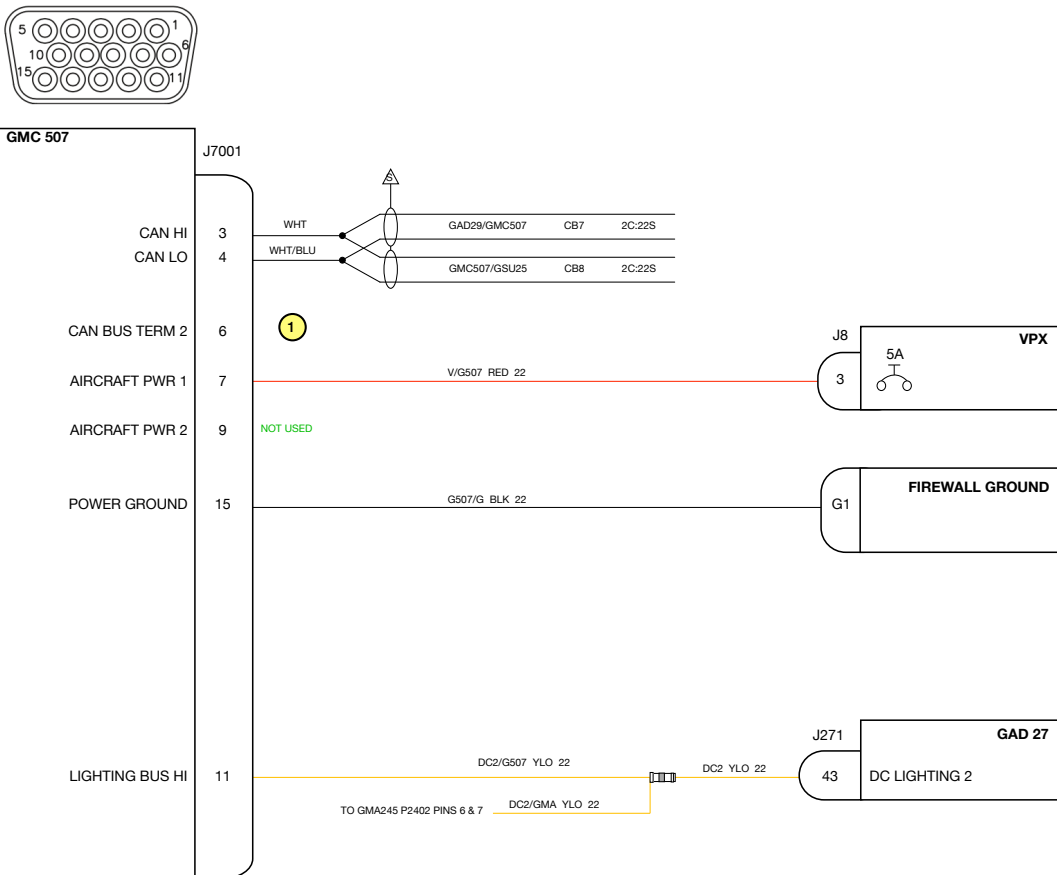 5 1
10 6
15 11
GMC 507
J7001
S
CAN HI 3 WHT GAD29/GMC507 CB7 2C:22S
CAN LO 4 WHT/BLU GMC507/GSU25 CB8 2C:22S
CAN BUS TERM 2 6 1
J8 VPX
5A
AIRCRAFT PWR 1 7 V/G507 RED 22 3
AIRCRAFT PWR 2 9 NOT USED
FIREWALL GROUND
POWER GROUND 15 G507/G BLK 22 G1
J271 GAD 27
LIGHTING BUS HI 11 DC2/G507 YLO 22 DC2 YLO 22 43 DC LIGHTING 2
TO GMA245 P2402 PINS 6 & 7 DC2/GMA YLO 22